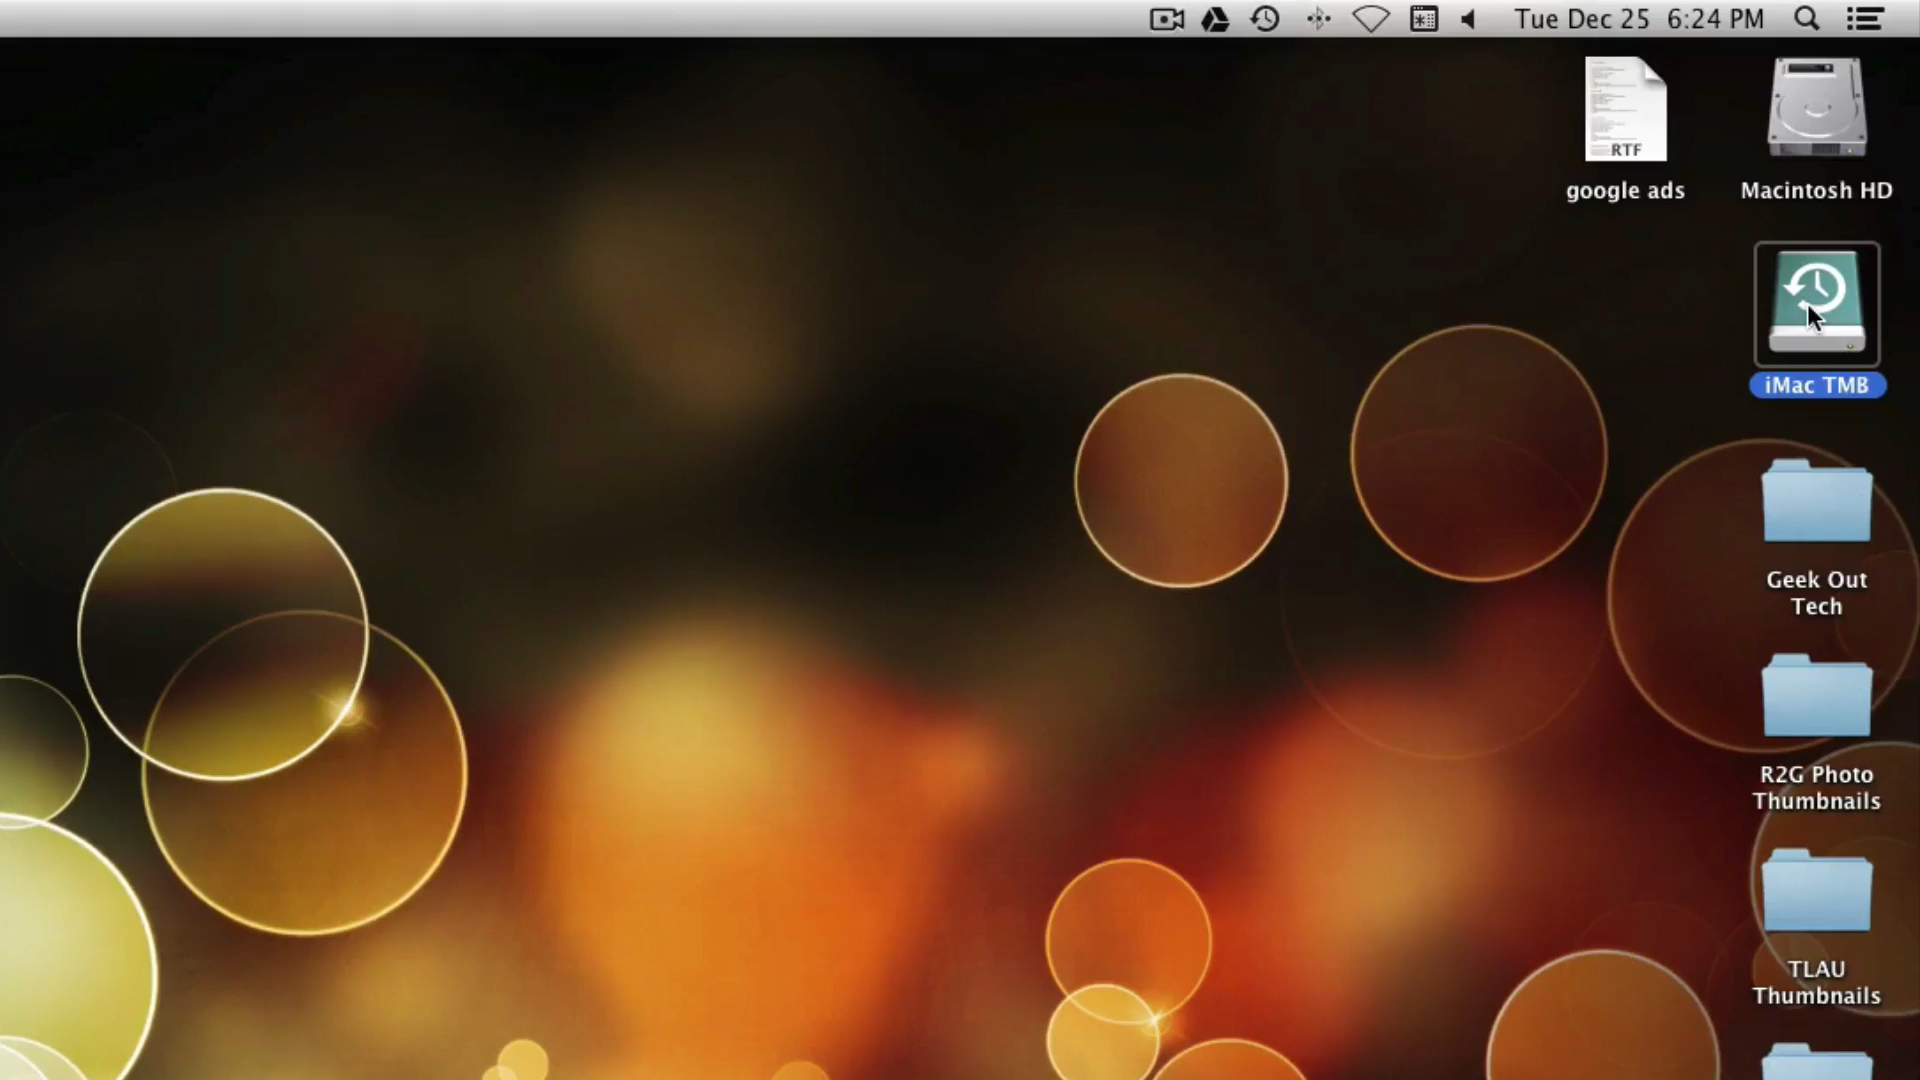 Tue Dec 25 6:24 PM
RTF
google ads
Macintosh HD
iMac TMB
Geek Out
Tech
R2G Photo
Thumbnails
TLAU
Thumbnails